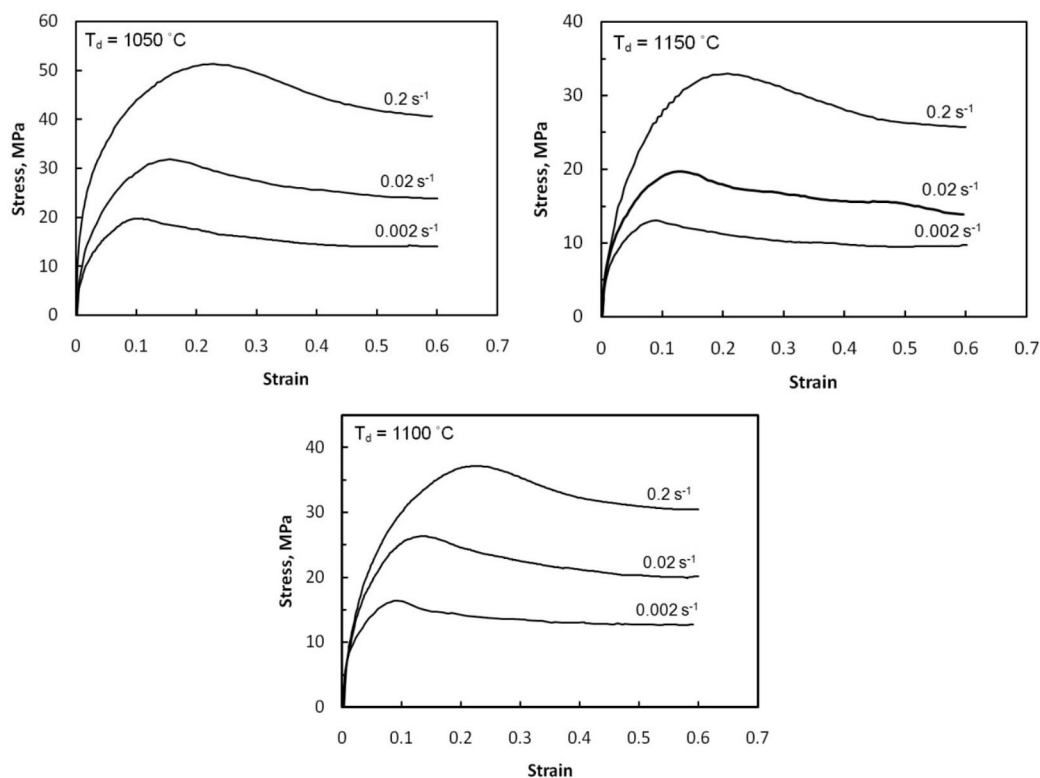 T_d = 1050 °C
60
50
40
30
20
10
0
Stress, MPa
0.2 s⁻¹
0.02 s⁻¹
0.002 s⁻¹
0 0.1 0.2 0.3 0.4 0.5 0.6 0.7
Strain
T_d = 1150 °C
40
30
20
10
0
Stress, MPa
0.2 s⁻¹
0.02 s⁻¹
0.002 s⁻¹
0 0.1 0.2 0.3 0.4 0.5 0.6 0.7
Strain
T_d = 1100 °C
40
30
20
10
0
Stress, MPa
0.2 s⁻¹
0.02 s⁻¹
0.002 s⁻¹
0 0.1 0.2 0.3 0.4 0.5 0.6 0.7
Strain